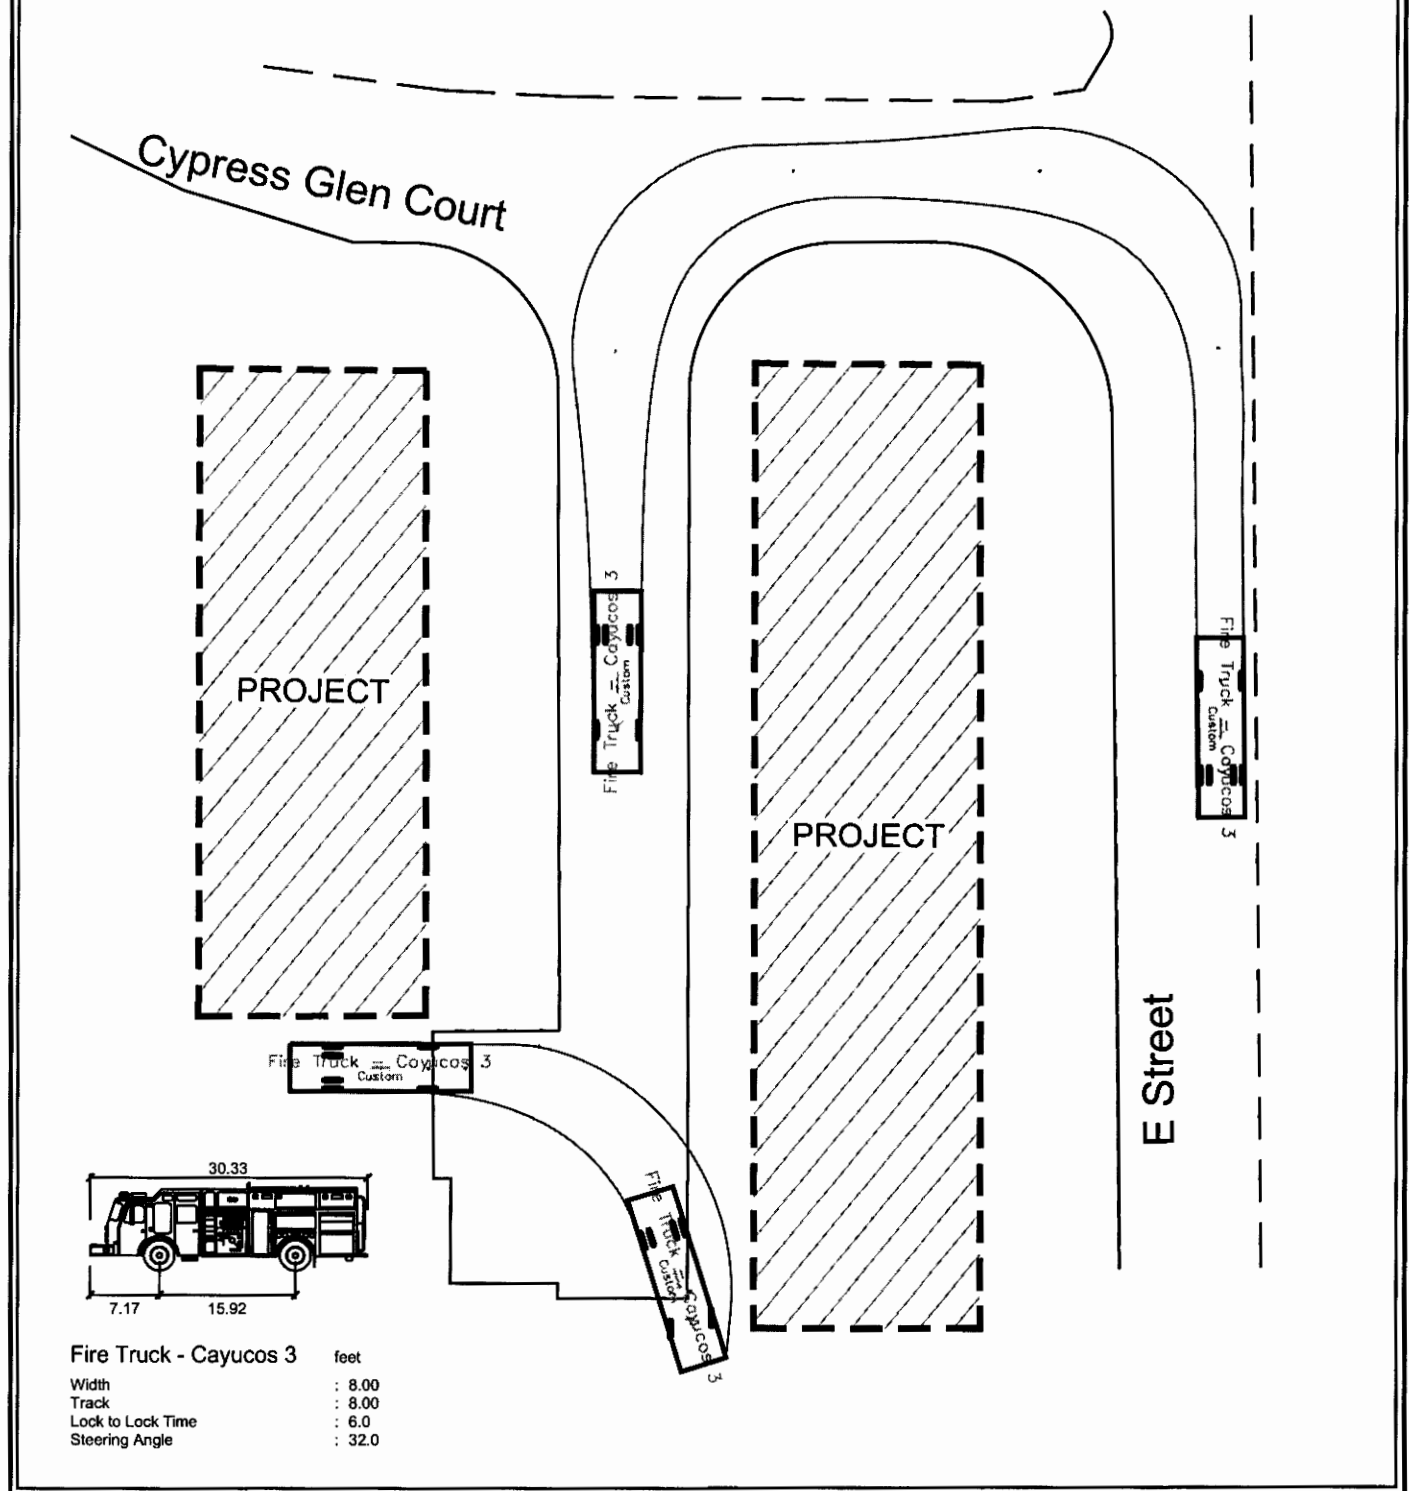 Cypress Glen Court
Fire Truck - Cayucos 3
Custom
Fire Truck - Cayucos 3
Custom
PROJECT
PROJECT
E Street
Fire Truck - Cayucos 3
Custom
Fire Truck - Cayucos 3
Custom
30.33
7.17 15.92
Fire Truck - Cayucos 3 feet
Width : 8.00
Track : 8.00
Lock to Lock Time : 6.0
Steering Angle : 32.0